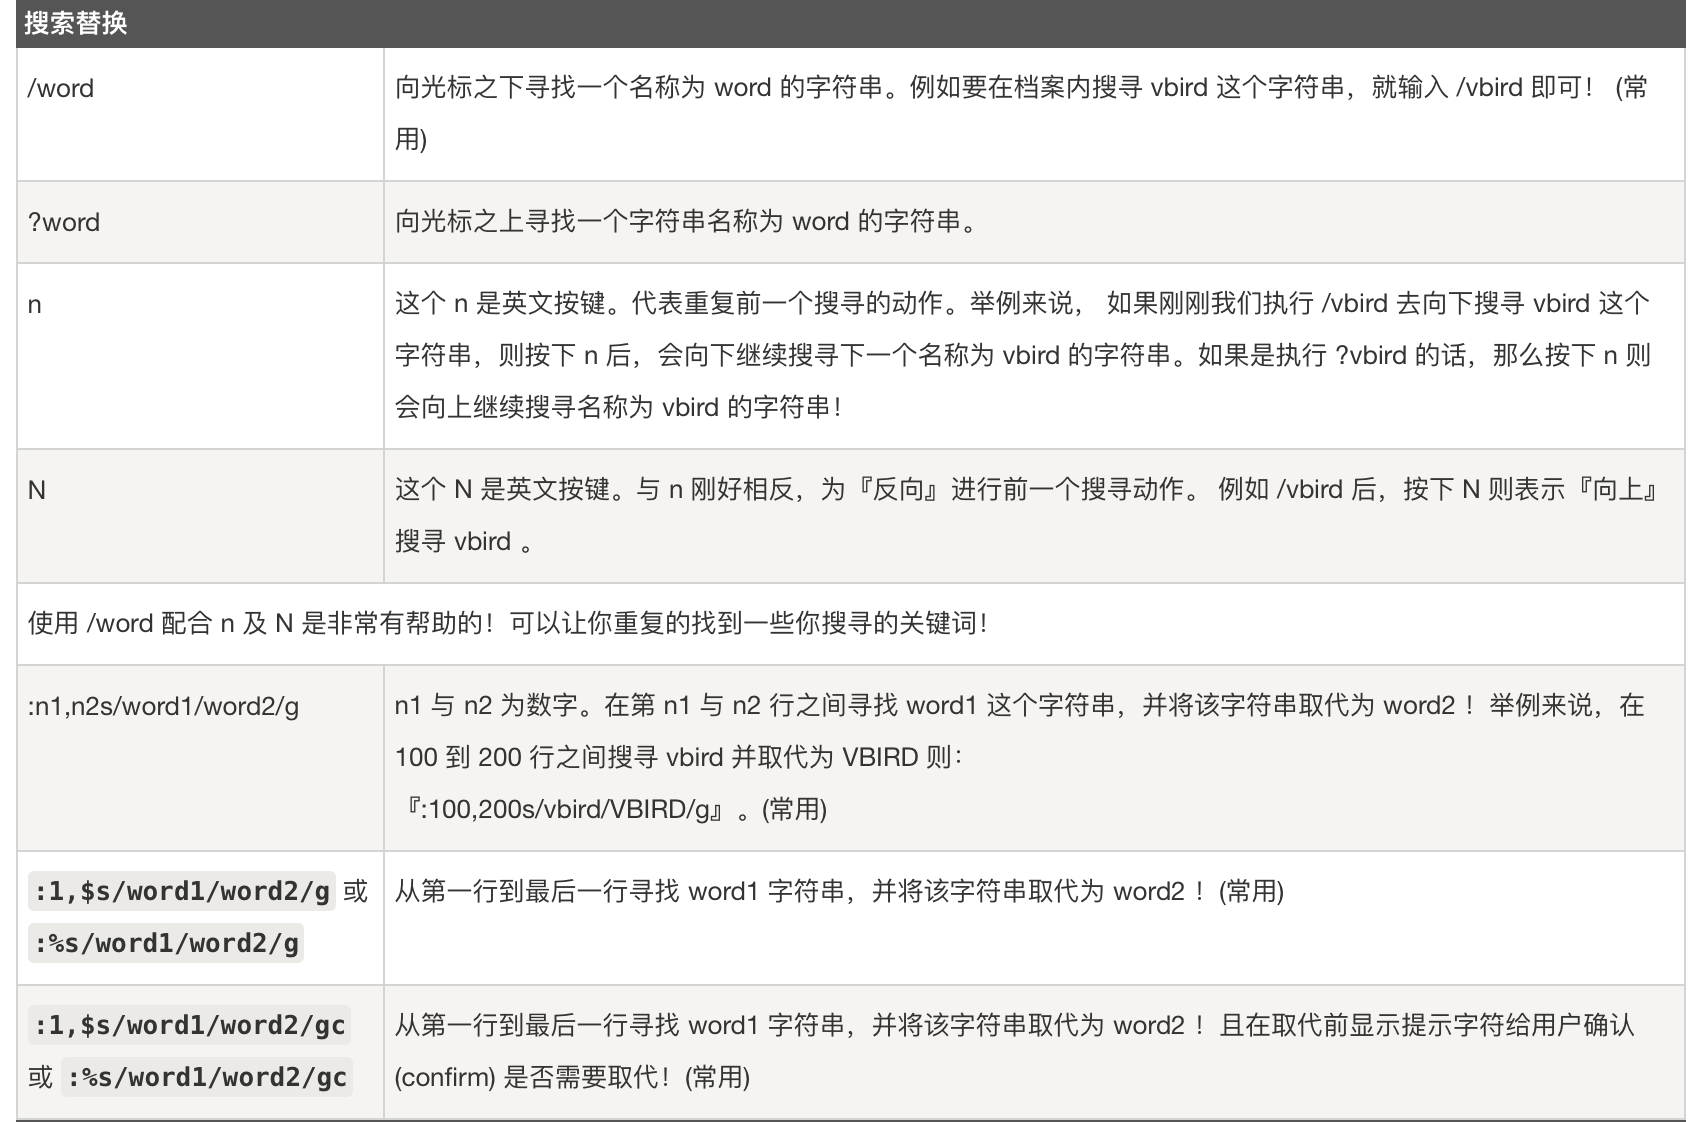 搜索替换
/word
向光标之下寻找一个名称为 word 的字符串。例如要在档案内搜寻 vbird 这个字符串，就输入 /vbird 即可！ (常
用)
?word
向光标之上寻找一个字符串名称为 word 的字符串。
n
这个 n 是英文按键。代表重复前一个搜寻的动作。举例来说， 如果刚刚我们执行 /vbird 去向下搜寻 vbird 这个
字符串，则按下 n 后，会向下继续搜寻下一个名称为 vbird 的字符串。如果是执行 ?vbird 的话，那么按下 n 则
会向上继续搜寻名称为 vbird 的字符串！
N
这个 N 是英文按键。与 n 刚好相反，为『反向』进行前一个搜寻动作。 例如 /vbird 后，按下 N 则表示『向上』
搜寻 vbird 。
使用 /word 配合 n 及 N 是非常有帮助的！可以让你重复的找到一些你搜寻的关键词！
:n1,n2s/word1/word2/g
n1 与 n2 为数字。在第 n1 与 n2 行之间寻找 word1 这个字符串，并将该字符串取代为 word2 ！举例来说，在
100 到 200 行之间搜寻 vbird 并取代为 VBIRD 则：
『:100,200s/vbird/VBIRD/g』。(常用)
:1,$s/word1/word2/g 或
:%s/word1/word2/g
从第一行到最后一行寻找 word1 字符串，并将该字符串取代为 word2 ！(常用)
:1,$s/word1/word2/gc
或 :%s/word1/word2/gc
从第一行到最后一行寻找 word1 字符串，并将该字符串取代为 word2 ！且在取代前显示提示字符给用户确认
(confirm) 是否需要取代！(常用)